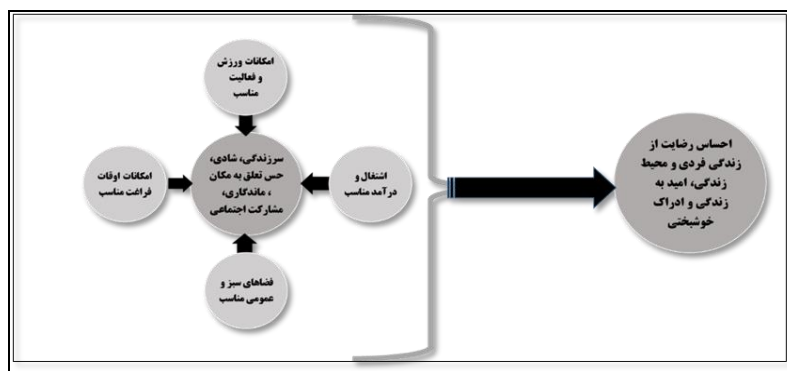 امکانات ورزش
و فعالیت
مناسب
سرزندگی، شادی،
حس تعلق به مکان
، ماندگاری،
مشارکت اجتماعی
اشتغال و
درآمد مناسب
امکانات اوقات
فراغت مناسب
فضاهای سبز و
عمومی مناسب
احساس رضایت از
زندگی فردی و محیط
زندگی، امید به
زندگی و ادراک
خوشبختی